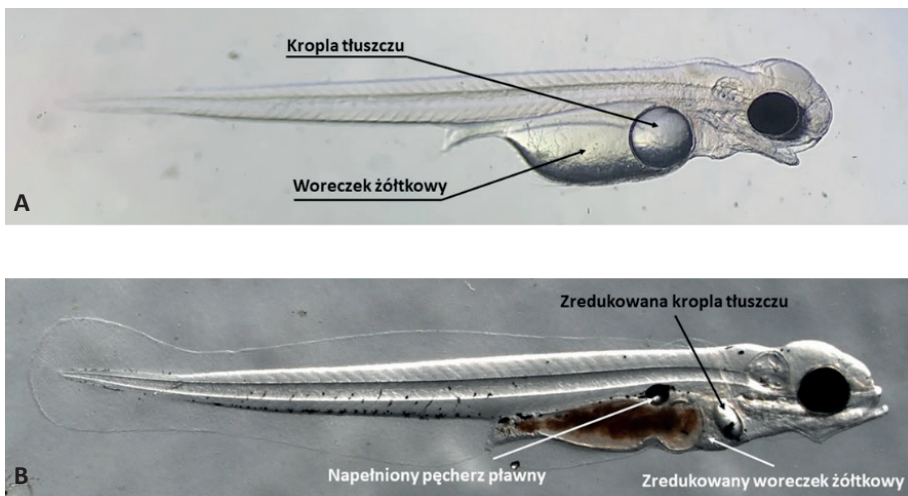 Kropla tłuszczu
Woreczek żółtkowy
A
Zredukowana kropla tłuszczu
Napełniony pęcherz pławny
Zredukowany woreczek żółtkowy
B